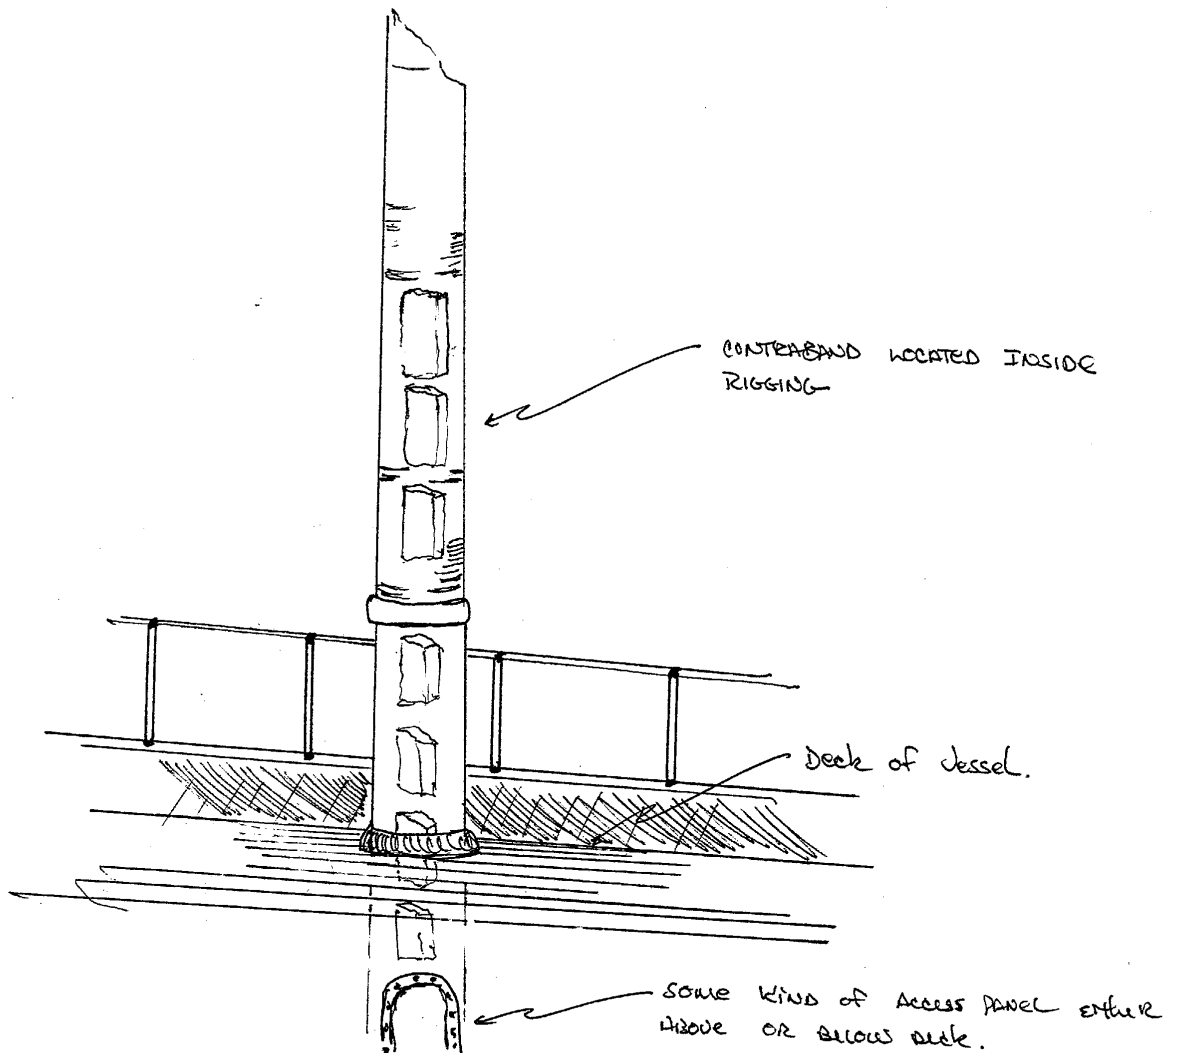 CONTRABAND LOCATED INSIDE
RIGGING
Deck of Vessel.
Some KIND of ACCESS PANEL EITHER
ABOVE OR BELOW DECK.